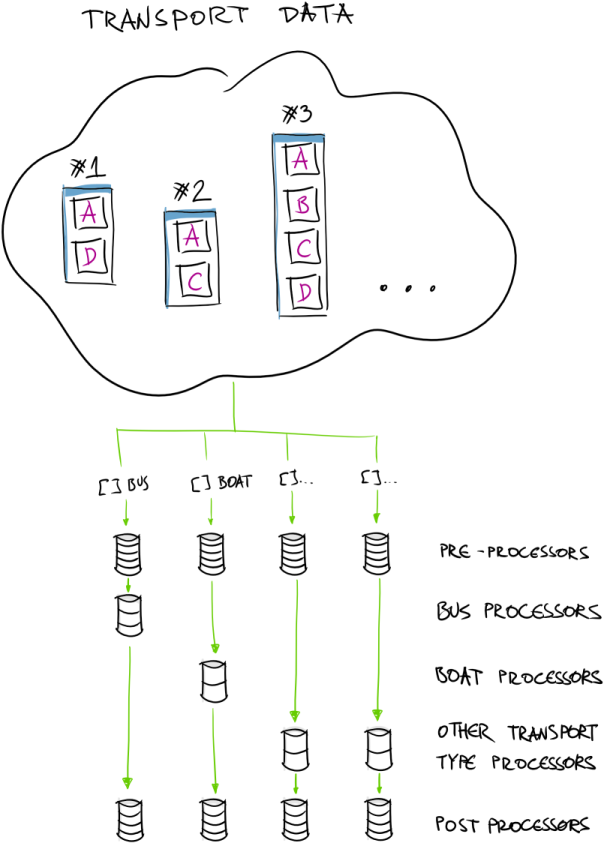 TRANSPORT DATA
#3
A
B
C
D
#1
A
D
#2
A
C
...
[] BUS
[] BOAT
[]...
[]...
PRE-PROCESSORS
BUS PROCESSORS
BOAT PROCESSORS
OTHER TRANSPORT
TYPE PROCESSORS
POST PROCESSORS